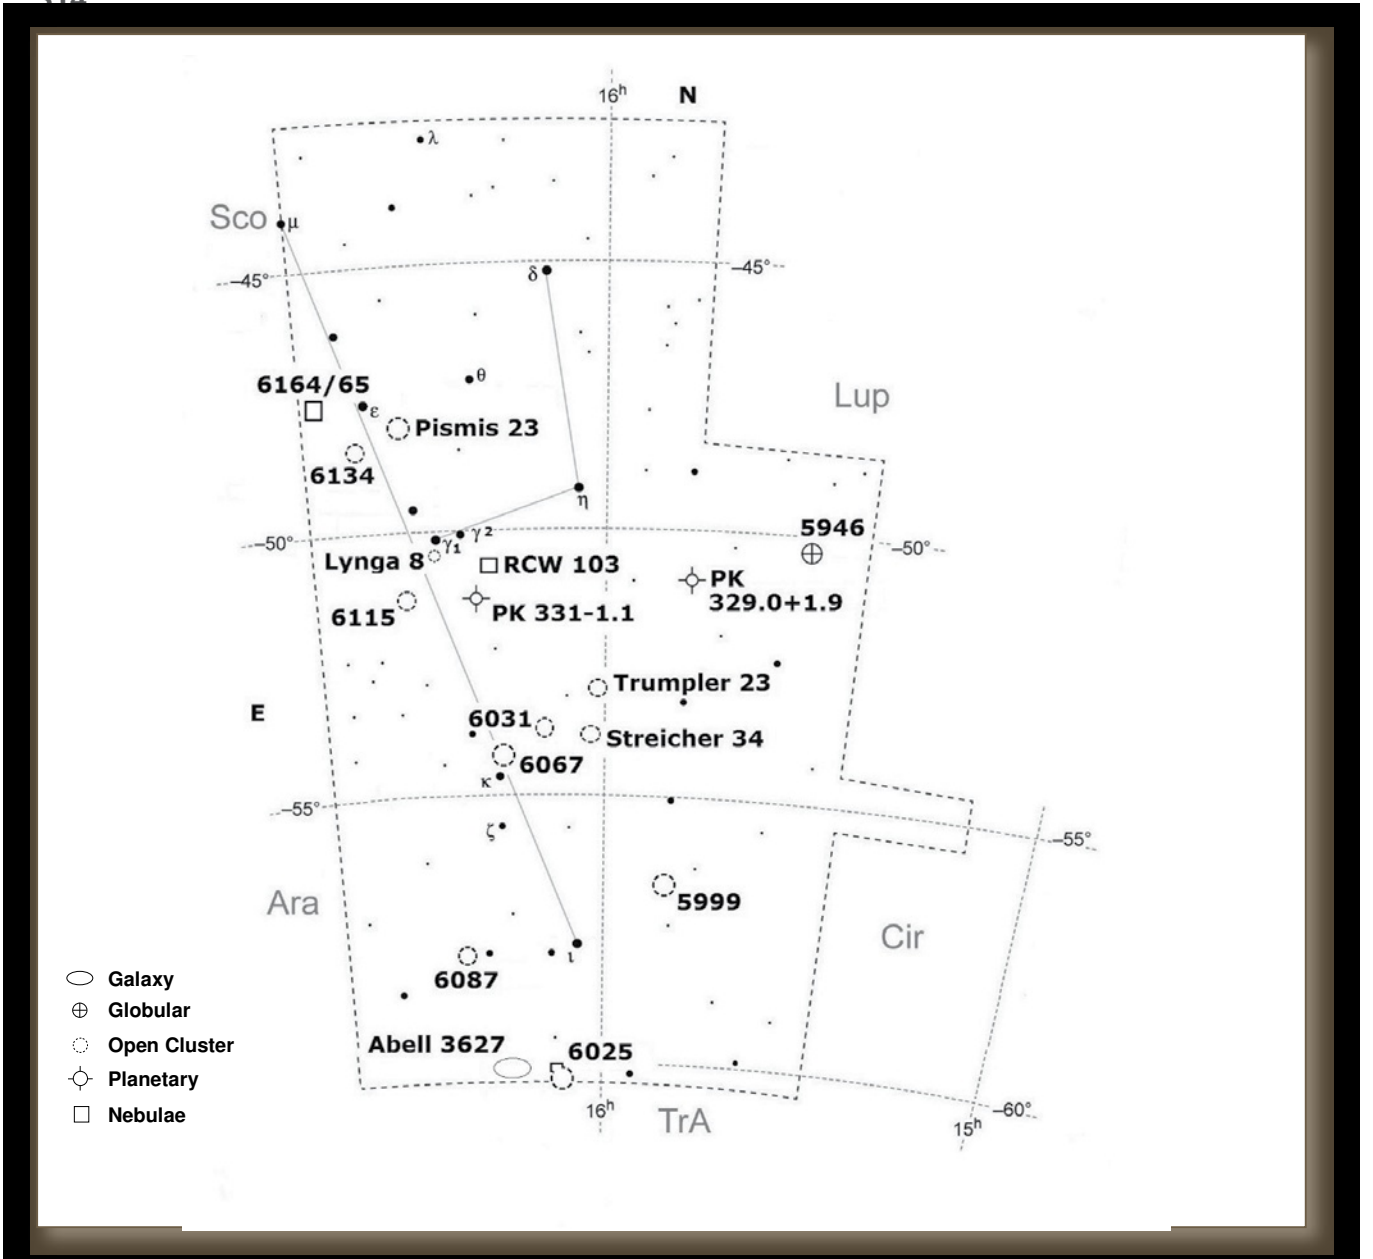 16h N
λ
Sco
μ
–45°
δ
–45°
6164/65
θ
Lup
ε
Pismis 23
6134
η
5946
γ2
–50°
γ1
–50°
Lynga 8
RCW 103
PK
329.0+1.9
6115
PK 331-1.1
Trumpler 23
E
6031
Streicher 34
6067
κ
–55°
ζ
–55°
Ara
5999
Cir
ι
6087
Galaxy
Globular
Open Cluster
Planetary
Nebulae
Abell 3627
6025
16h
TrA
–60°
15h